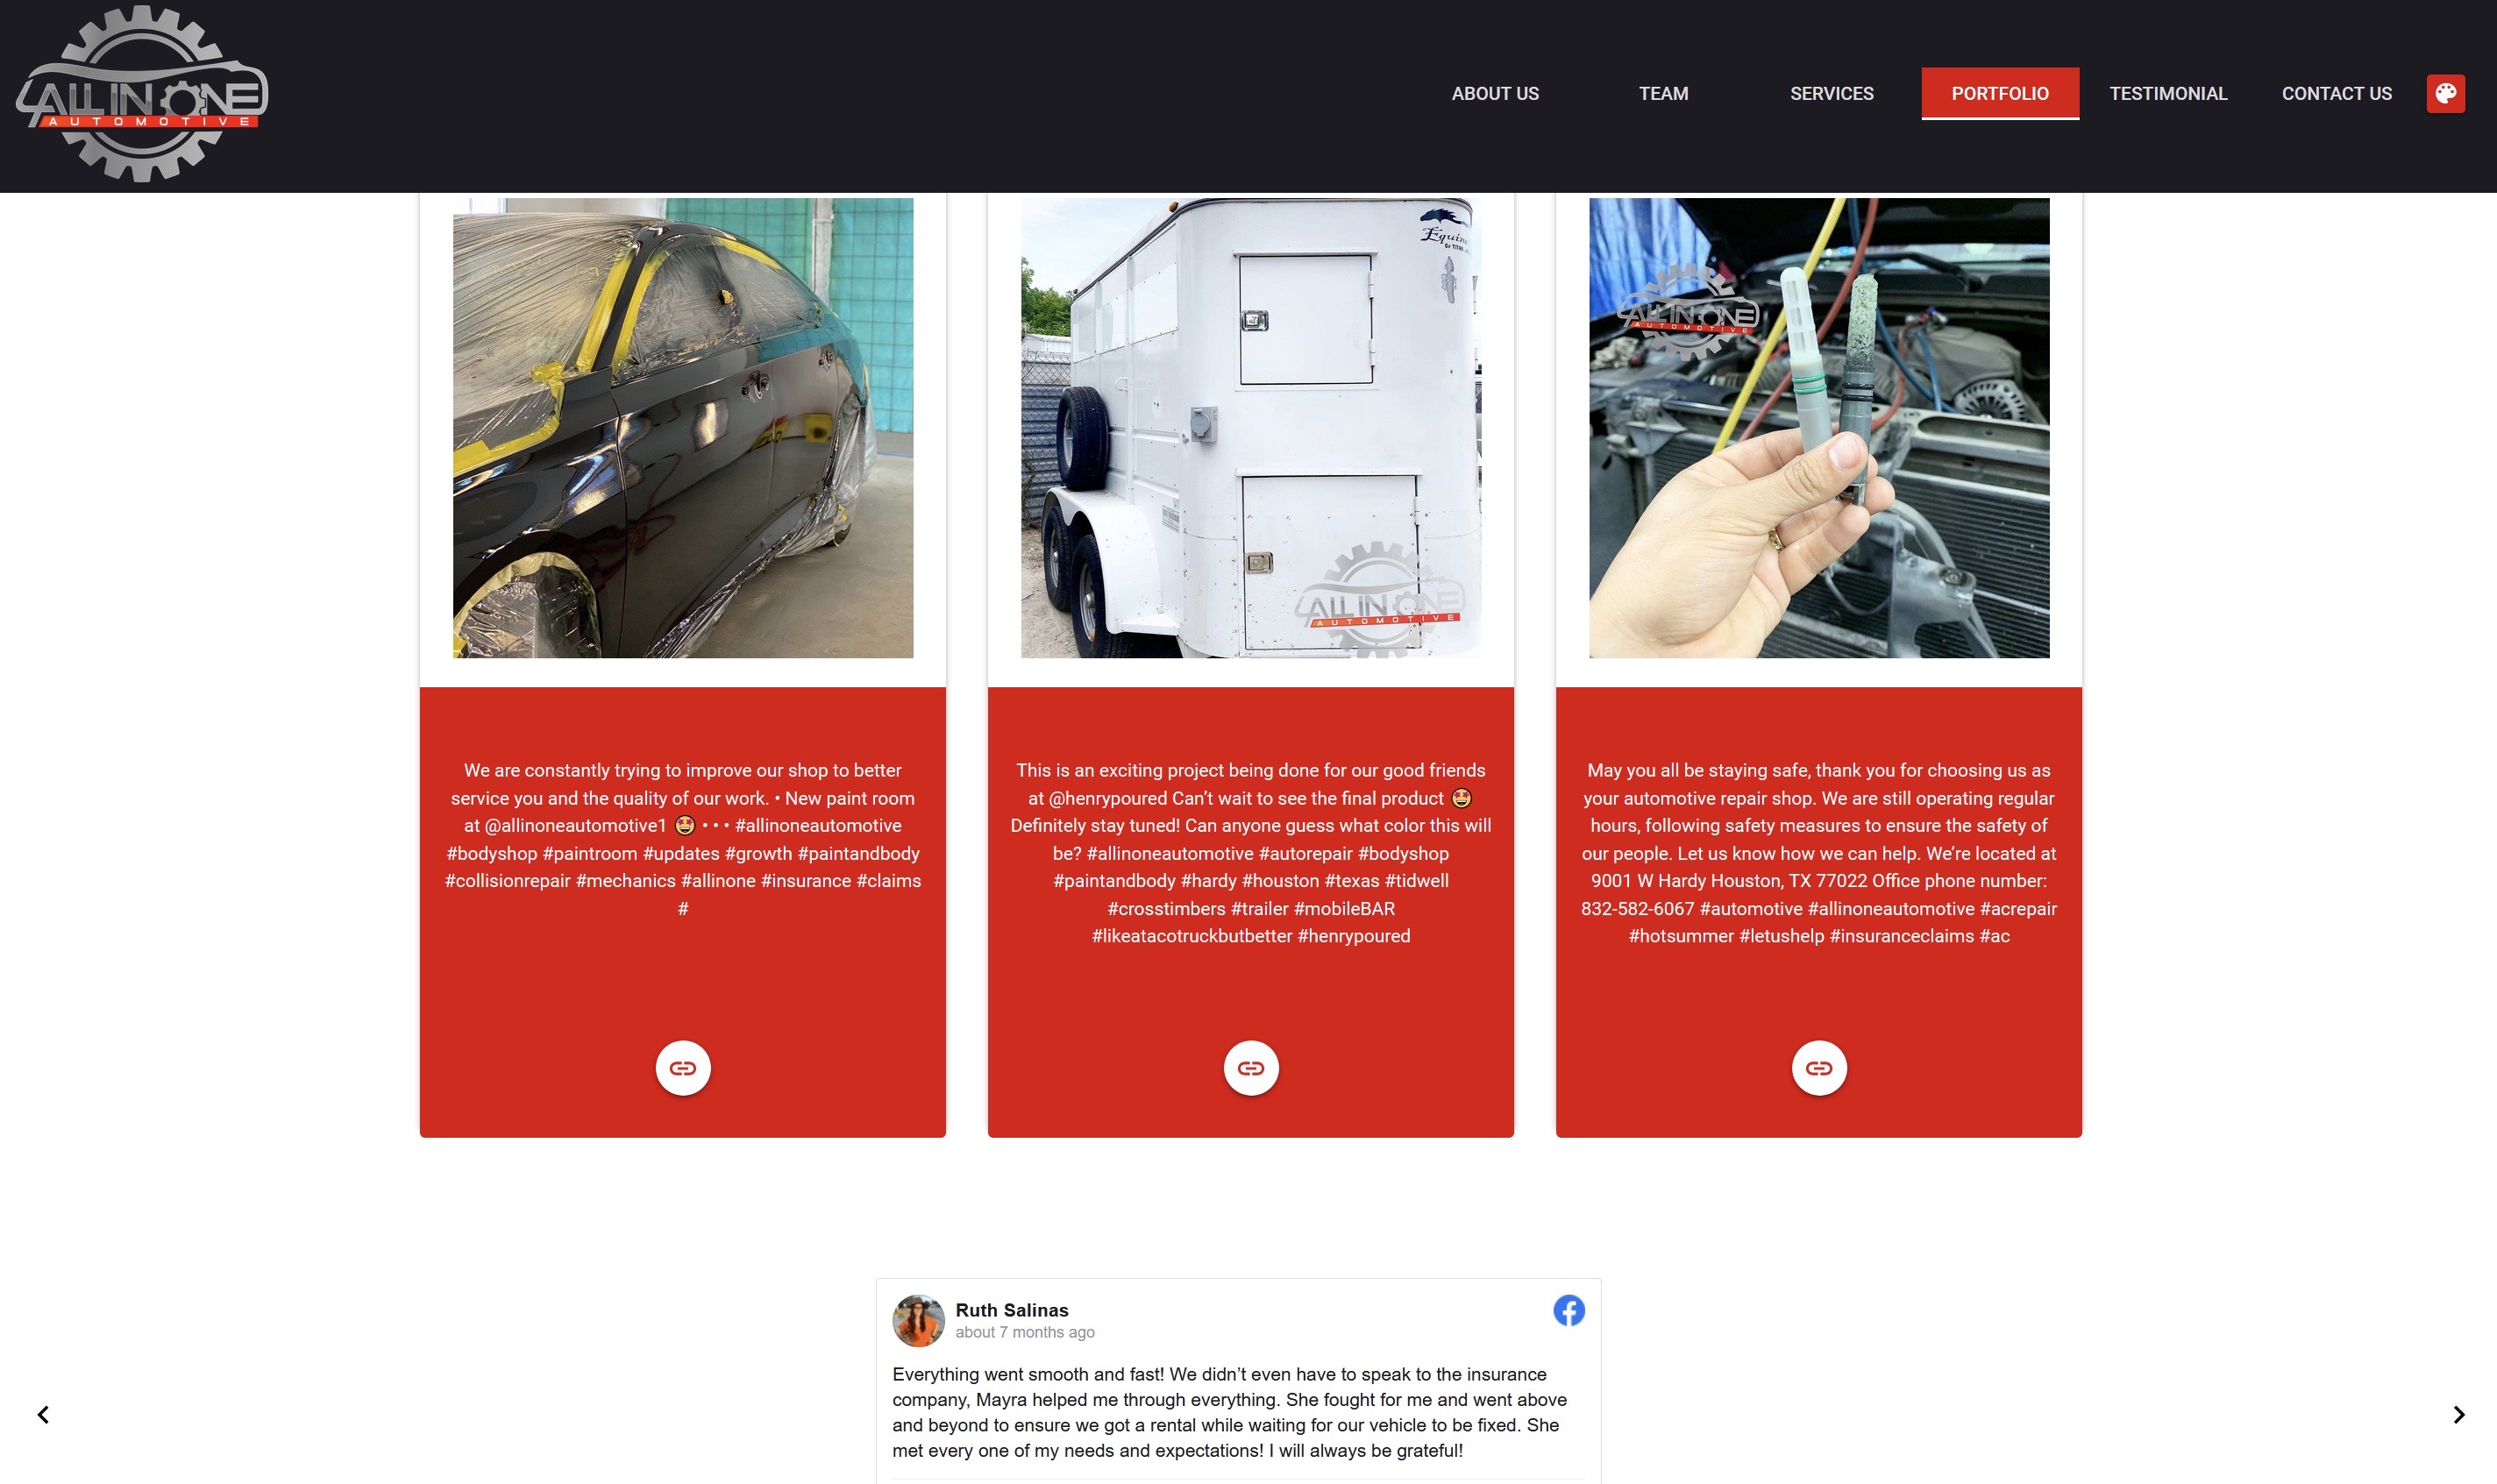 ALL IN ONE
AUTOMOTIVE
ABOUT US
TEAM
SERVICES
PORTFOLIO
TESTIMONIAL
CONTACT US
ALL IN ONE
AUTOMOTIVE
ALL IN ONE
AUTOMOTIVE
We are constantly trying to improve our shop to better
service you and the quality of our work. • New paint room
at @allinoneautomotive1 🤩 • • • #allinoneautomotive
#bodyshop #paintroom #updates #growth #paintandbody
#collisionrepair #mechanics #allinone #insurance #claims
#
This is an exciting project being done for our good friends
at @henrypoured Can’t wait to see the final product 🤩
Definitely stay tuned! Can anyone guess what color this will
be? #allinoneautomotive #autorepair #bodyshop
#paintandbody #hardy #houston #texas #tidwell
#crosstimbers #trailer #mobileBAR
#likeatacotruckbutbetter #henrypoured
May you all be staying safe, thank you for choosing us as
your automotive repair shop. We are still operating regular
hours, following safety measures to ensure the safety of
our people. Let us know how we can help. We’re located at
9001 W Hardy Houston, TX 77022 Office phone number:
832-582-6067 #automotive #allinoneautomotive #acrepair
#hotsummer #letushelp #insuranceclaims #ac
Ruth Salinas
about 7 months ago
Everything went smooth and fast! We didn’t even have to speak to the insurance
company, Mayra helped me through everything. She fought for me and went above
and beyond to ensure we got a rental while waiting for our vehicle to be fixed. She
met every one of my needs and expectations! I will always be grateful!